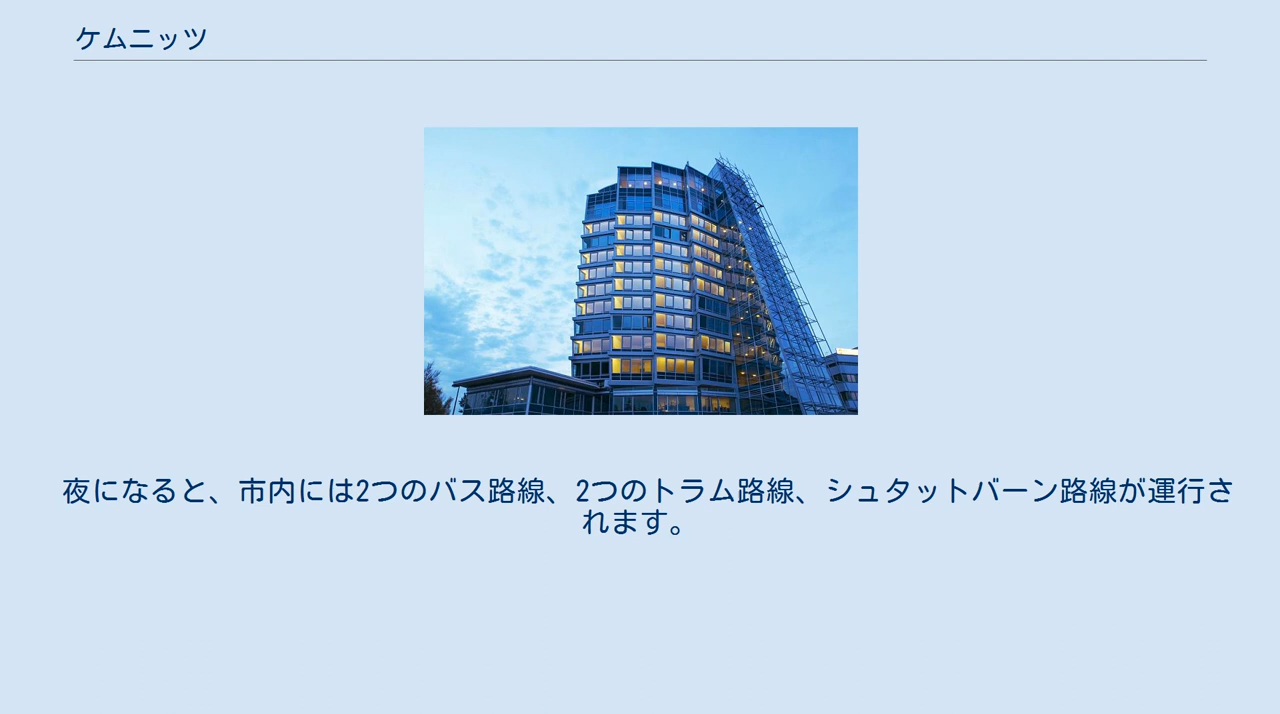 ケムニッツ
夜になると、市内には2つのバス路線、2つのトラム路線、シュタットバーン路線が運行さ
れます。